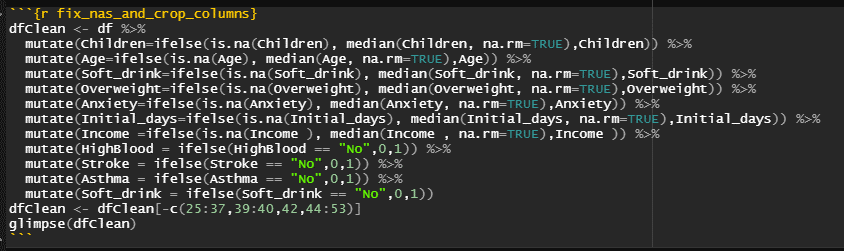 ```{r fix_nas_and_crop_columns}
dfClean <- df %>%
  mutate(Children=ifelse(is.na(Children), median(Children, na.rm=TRUE),Children)) %>%
  mutate(Age=ifelse(is.na(Age), median(Age, na.rm=TRUE),Age)) %>%
  mutate(Soft_drink=ifelse(is.na(Soft_drink), median(Soft_drink, na.rm=TRUE),Soft_drink)) %>%
  mutate(Overweight=ifelse(is.na(Overweight), median(Overweight, na.rm=TRUE),Overweight)) %>%
  mutate(Anxiety=ifelse(is.na(Anxiety), median(Anxiety, na.rm=TRUE),Anxiety)) %>%
  mutate(Initial_days=ifelse(is.na(Initial_days), median(Initial_days, na.rm=TRUE),Initial_days)) %>%
  mutate(Income =ifelse(is.na(Income ), median(Income , na.rm=TRUE),Income )) %>%
  mutate(HighBlood = ifelse(HighBlood == "No",0,1)) %>%
  mutate(Stroke = ifelse(Stroke == "No",0,1)) %>%
  mutate(Asthma = ifelse(Asthma == "No",0,1)) %>%
  mutate(Soft_drink = ifelse(Soft_drink == "No",0,1))
dfClean <- dfClean[-c(25:37,39:40,42,44:53)]
glimpse(dfClean)
```